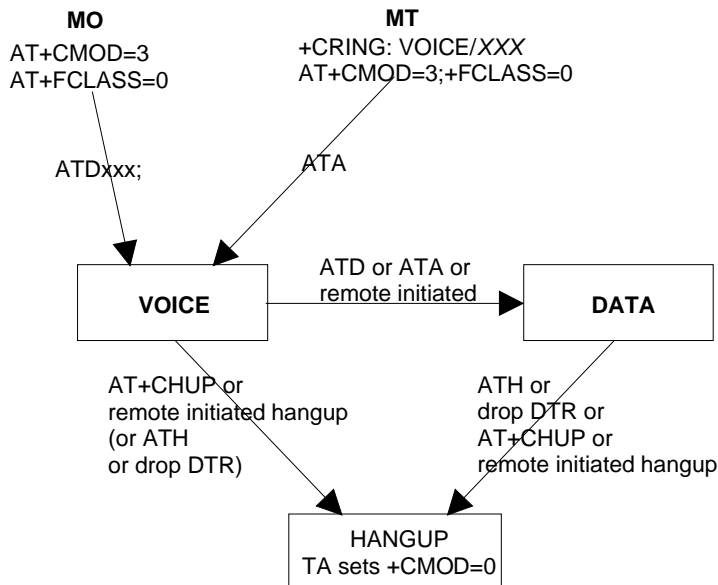 MO
AT+CMOD=3
AT+FCLASS=0
MT
+CRING: VOICE/XXX
AT+CMOD=3;+FCLASS=0
ATDxxx;
ATA
VOICE
ATD or ATA or
remote initiated
DATA
AT+CHUP or
remote initiated hangup
(or ATH
or drop DTR)
ATH or
drop DTR or
AT+CHUP or
remote initiated hangup
HANGUP
TA sets +CMOD=0